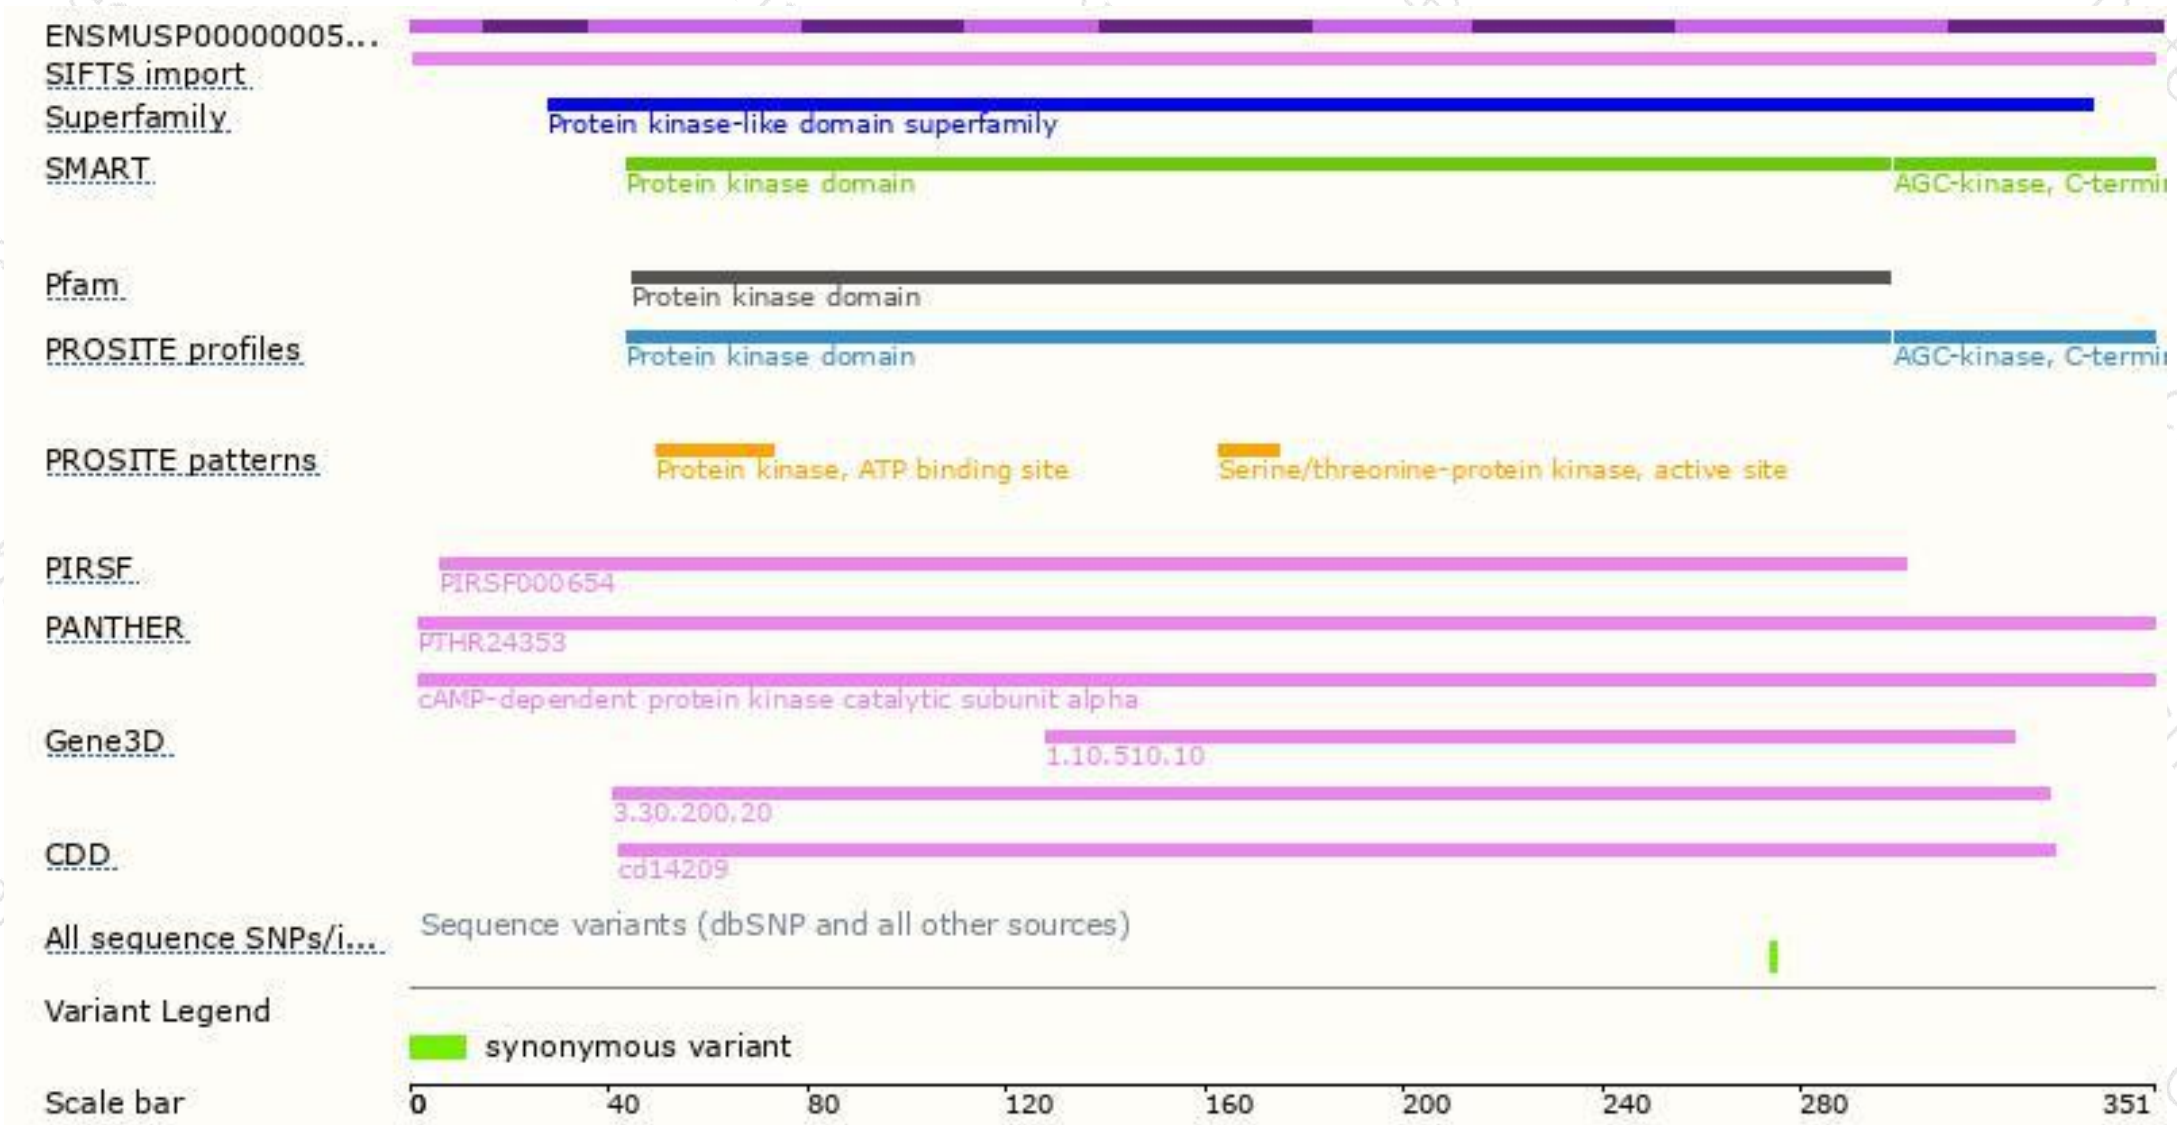 ENSMUSP00000005...
SIFTS import
Superfamily
Protein kinase-like domain superfamily
SMART
Protein kinase domain
AGC-kinase, C-termi
Pfam
Protein kinase domain
PROSITE profiles
Protein kinase domain
AGC-kinase, C-termi
PROSITE patterns
Protein kinase, ATP binding site
Serine/threonine-protein kinase, active site
PIRSF
PIRSF000654
PANTHER
PTHR24353
cAMP-dependent protein kinase catalytic subunit alpha
Gene3D
1.10.510.10
3.30.200.20
CDD
cd14209
Sequence variants (dbSNP and all other sources)
All sequence SNPs/i...
Variant Legend
synonymous variant
Scale bar
0 40 80 120 160 200 240 280 351